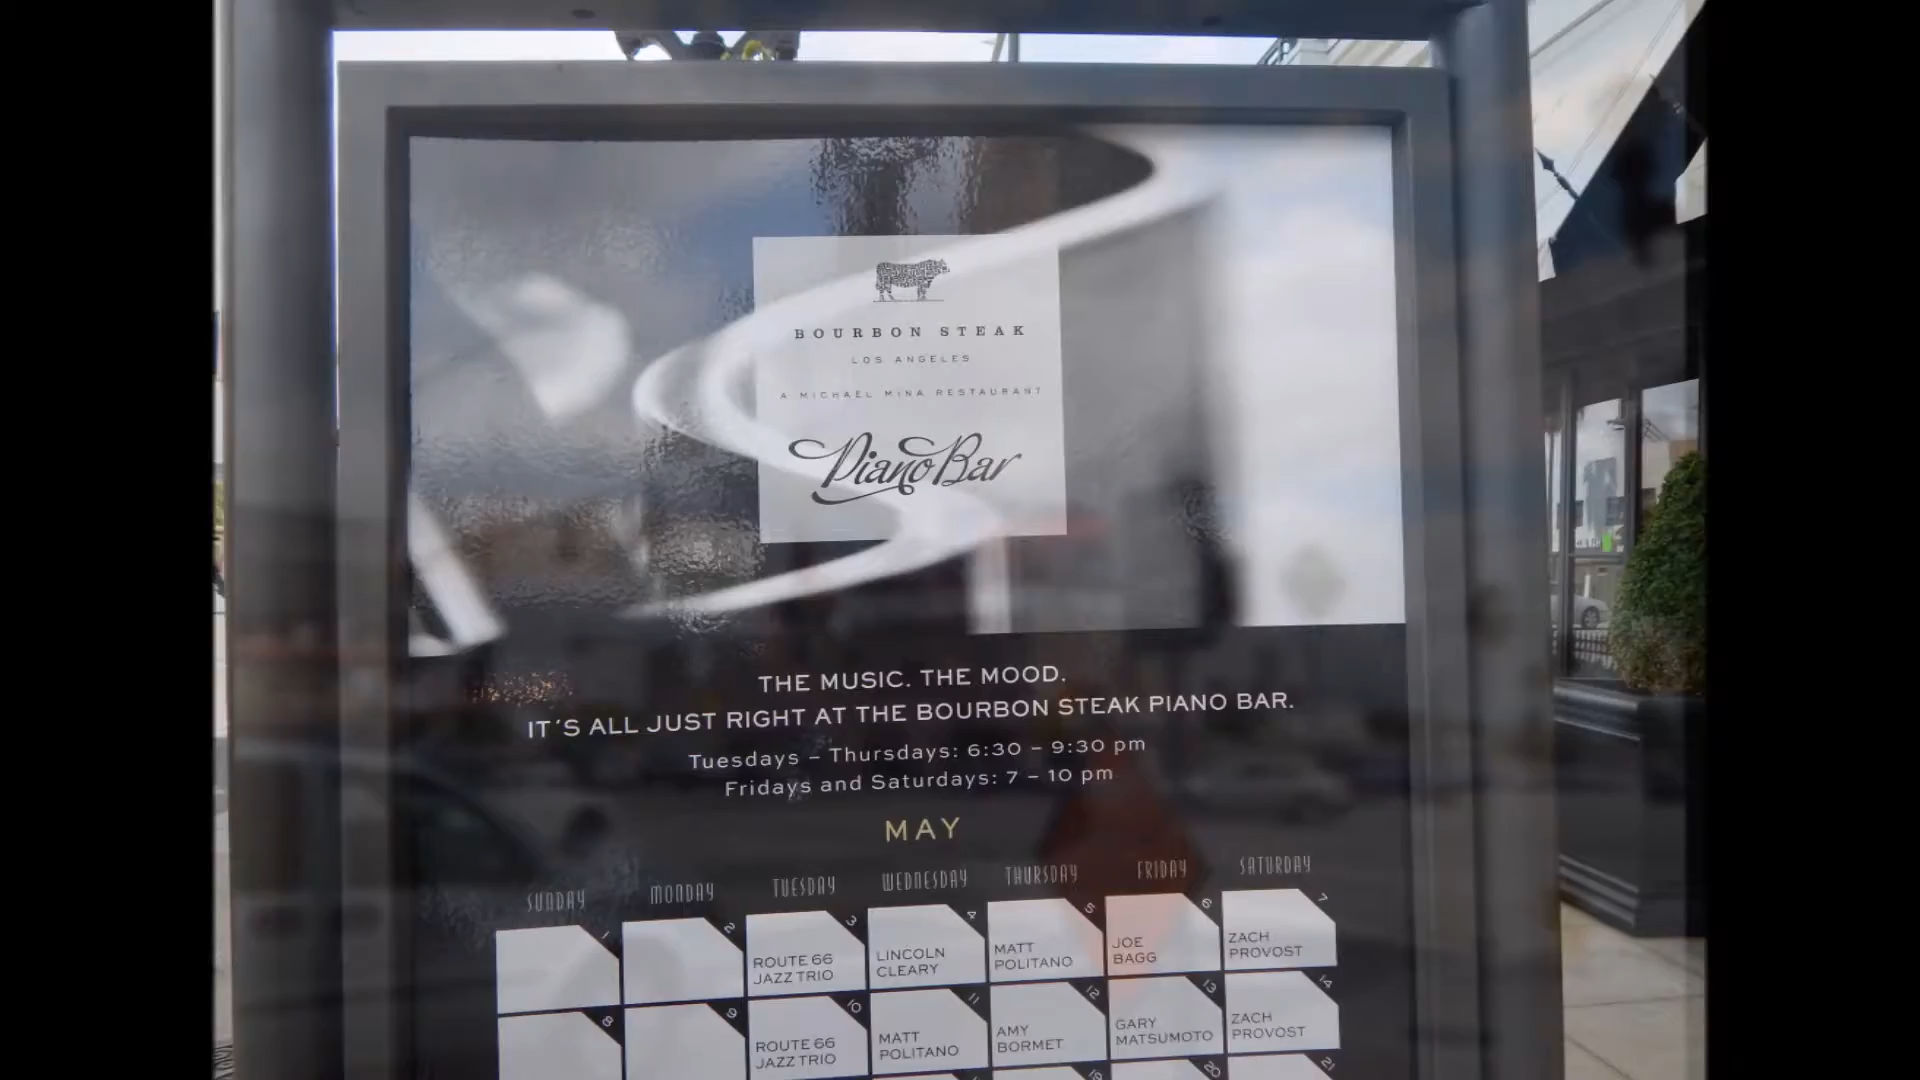 BOURBON STEAK
LOS ANGELES
A MICHAEL MINA RESTAURANT
Piano Bar
THE MUSIC. THE MOOD.
IT'S ALL JUST RIGHT AT THE BOURBON STEAK PIANO BAR.
Tuesdays – Thursdays: 6:30 – 9:30 pm
Fridays and Saturdays: 7 – 10 pm
MAY
SUNDAY MONDAY TUESDAY WEDNESDAY THURSDAY FRIDAY SATURDAY
1 2 3 4 5 6 7
ROUTE 66 LINCOLN MATT JOE ZACH
JAZZ TRIO CLEARY POLITANO BAGG PROVOST
8 9 10 11 12 13 14
ROUTE 66 MATT AMY GARY ZACH
JAZZ TRIO POLITANO BORMET MATSUMOTO PROVOST
19 20 21